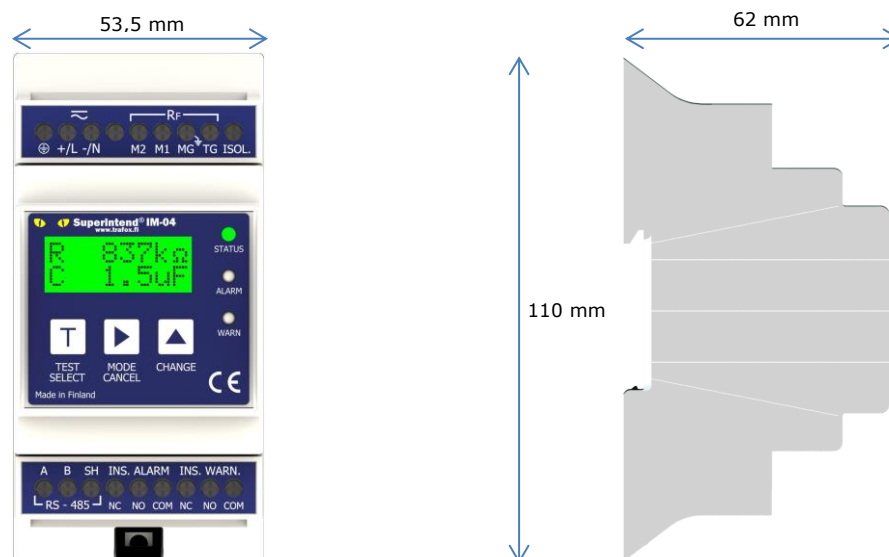 53,5 mm
62 mm
RF
+/L -/N M2 M1 MG TG ISOL.
Superintend® IM-04
www.trafox.fi
R 837kΩ
C 1.5uF
STATUS
ALARM
WARN
T
TEST
SELECT
MODE
CANCEL
CHANGE
CE
Made in Finland
110 mm
A B SH INS. ALARM INS. WARN.
RS - 485 NC NO COM NC NO COM